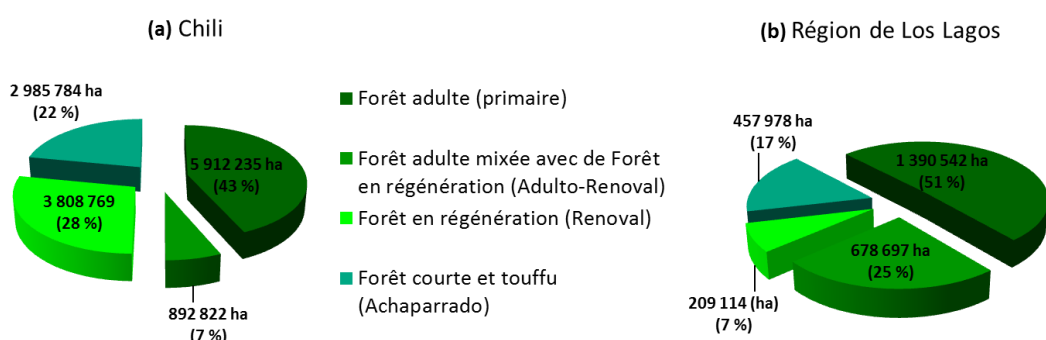 (a) Chili
2 985 784 ha
(22 %)
5 912 235 ha
(43 %)
3 808 769
(28 %)
892 822 ha
(7 %)
Forêt adulte (primaire)
Forêt adulte mixée avec de Forêt
en régénération (Adulto-Renoval)
Forêt en régénération (Renoval)
Forêt courte et touffu
(Achaparrado)
(b) Région de Los Lagos
457 978 ha
(17 %)
1 390 542 ha
(51 %)
678 697 ha
(25 %)
209 114 (ha)
(7 %)